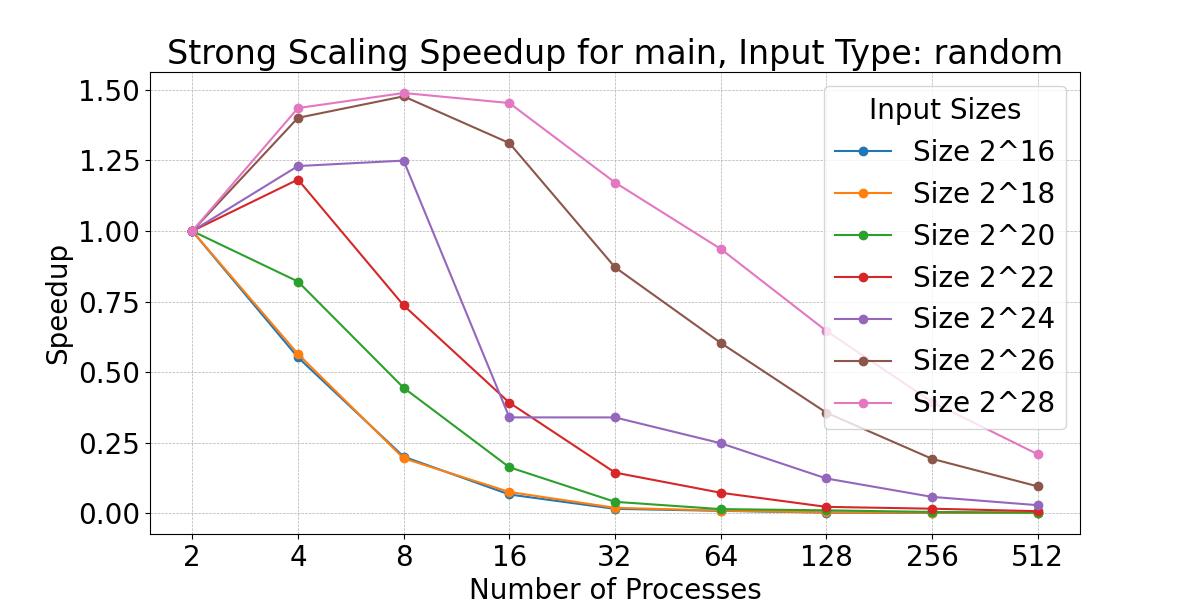 Strong Scaling Speedup for main, Input Type: random
Speedup
1.50
1.25
1.00
0.75
0.50
0.25
0.00
Input Sizes
Size 2^16
Size 2^18
Size 2^20
Size 2^22
Size 2^24
Size 2^26
Size 2^28
2 4 8 16 32 64 128 256 512
Number of Processes